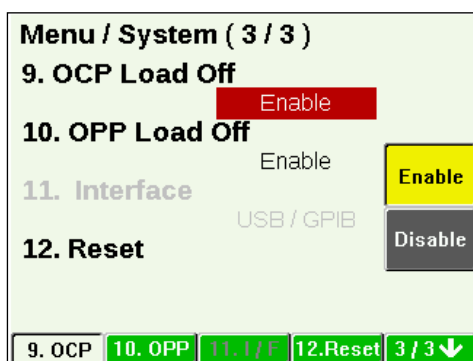 Menu / System ( 3 / 3 )
9. OCP Load Off
Enable
10. OPP Load Off
Enable
Enable
11. Interface
USB / GPIB
Disable
12. Reset
9. OCP 10. OPP 11. I / F 12.Reset 3 / 3